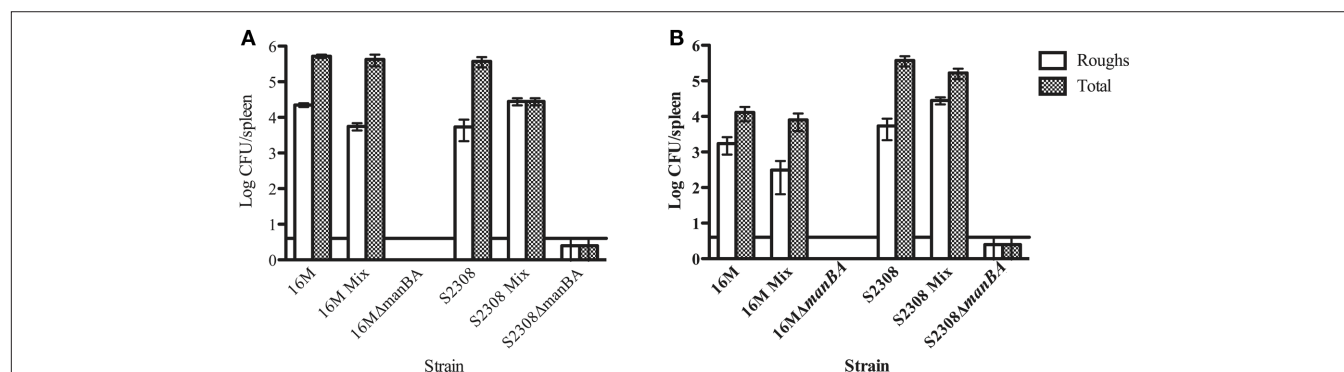 A
B
Roughs
Total
Log CFU/spleen
6
5
4
3
2
1
0
16M
16M Mix
16MΔmanBA
S2308
S2308 Mix
S2308ΔmanBA
Strain
Log CFU/spleen
6
5
4
3
2
1
0
16M
16M Mix
16MΔmanBA
S2308
S2308 Mix
S2308ΔmanBA
Strain